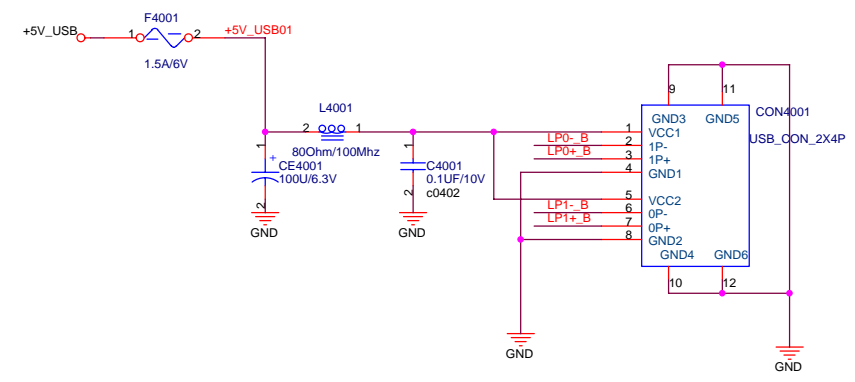 F4001
+5V_USB
1
2
+5V_USB01
1.5A/6V
L4001
2
1
80Ohm/100Mhz
1
+
CE4001
100U/6.3V
2
GND
1
C4001
0.1UF/10V
c0402
2
GND
9
11
GND3
GND5
CON4001
USB_CON_2X4P
1
VCC1
LP0-_B
2
1P-
LP0+_B
3
1P+
4
GND1
5
VCC2
LP1-_B
6
0P-
LP1+_B
7
0P+
8
GND2
GND4
GND6
10
12
GND
GND